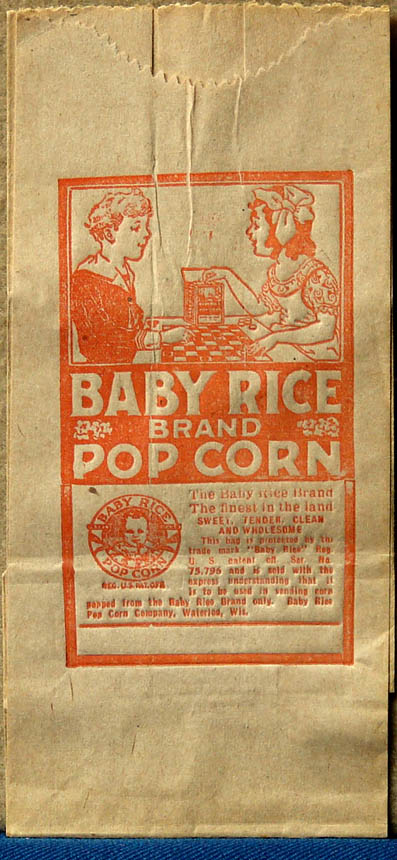 BABY RICE
BRAND
POP CORN
BABY RICE
POP CORN
REG. U.S. PAT. OFF.
The Baby Rice Brand
The finest in the land
SWEET, TENDER, CLEAN
AND WHOLESOME
This bag is protected by the
trade mark "Baby Rice" Reg.
U. S. patent off. Ser. No.
75,796 and is sold with the
express understanding that it
is to be used in vending corn
popped from the Baby Rice Brand only. Baby Rice
Pop Corn Company, Waterloo, Wis.